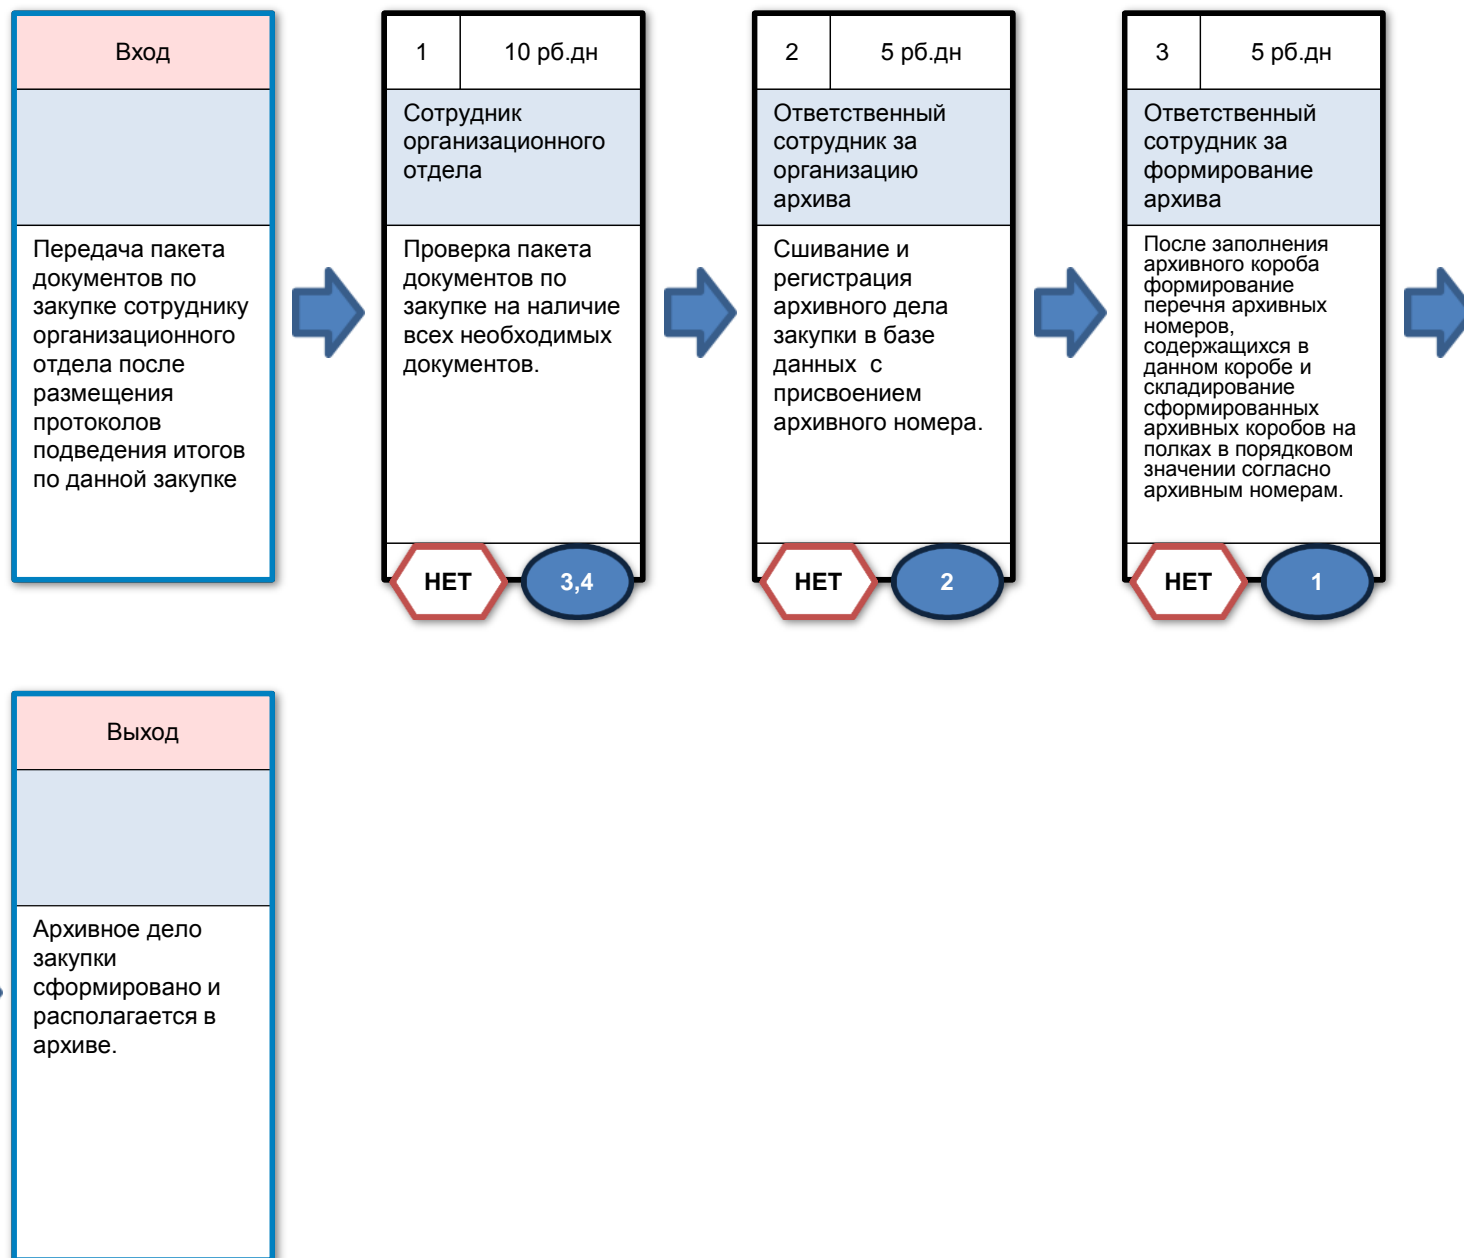 Вход
Передача пакета
документов по
закупке сотруднику
организационного
отдела после
размещения
протоколов
подведения итогов
по данной закупке
1
10 рб.дн
Сотрудник
организационного
отдела
Проверка пакета
документов по
закупке на наличие
всех необходимых
документов.
НЕТ
3,4
2
5 рб.дн
Ответственный
сотрудник за
организацию
архива
Сшивание и
регистрация
архивного дела
закупки в базе
данных с
присвоением
архивного номера.
НЕТ
2
3
5 рб.дн
Ответственный
сотрудник за
формирование
архива
После заполнения
архивного короба
формирование
перечня архивных
номеров,
содержащихся в
данном коробе и
складирование
сформированных
архивных коробов на
полках в порядковом
значении согласно
архивным номерам.
НЕТ
1
Выход
Архивное дело
закупки
сформировано и
располагается в
архиве.